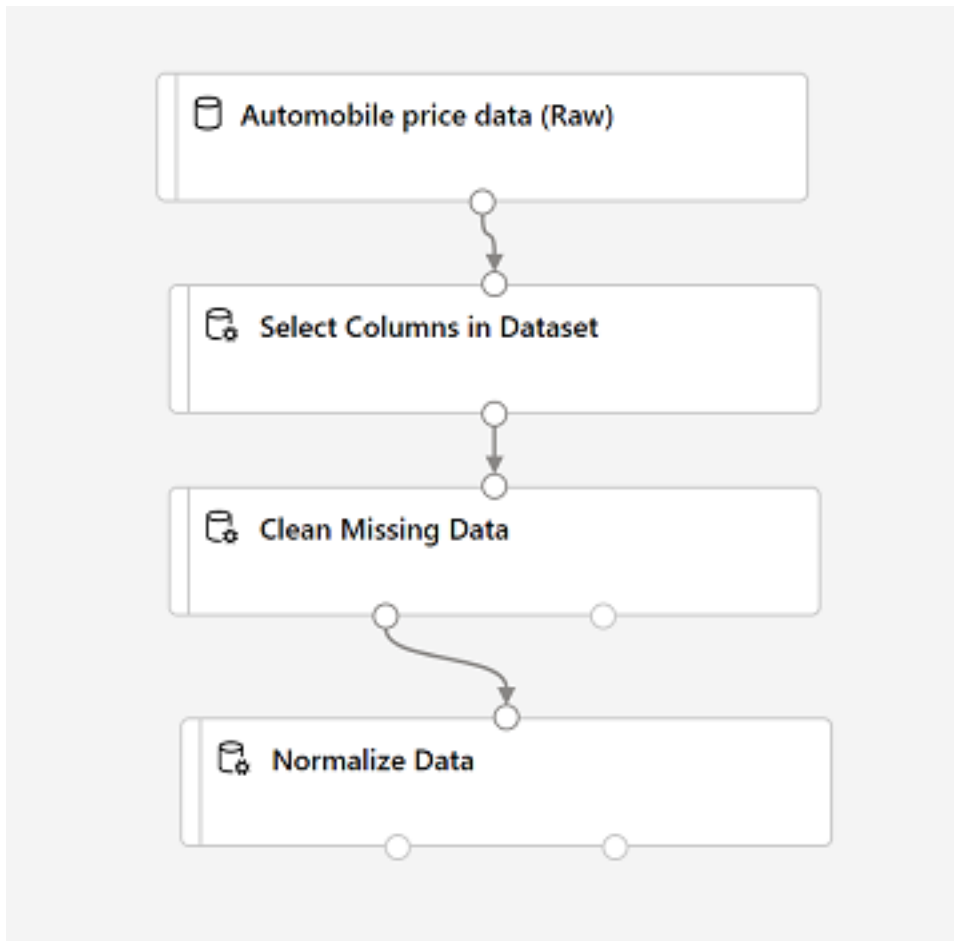 Automobile price data (Raw)
Select Columns in Dataset
Clean Missing Data
Normalize Data